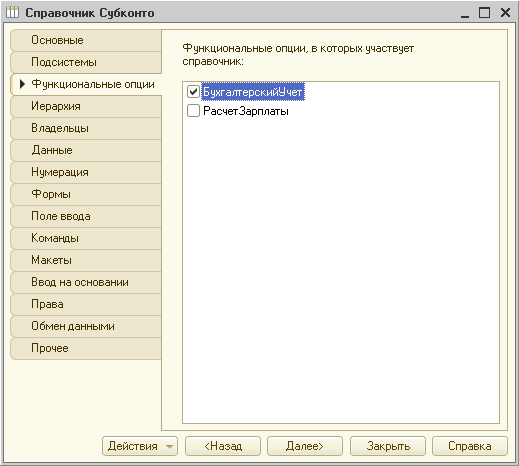 Справочник Субконто
Основные
Подсистемы
Функциональные опции
Иерархия
Владельцы
Данные
Нумерация
Формы
Поле ввода
Команды
Макеты
Ввод на основании
Права
Обмен данными
Прочее
Функциональные опции, в которых участвует
справочник:
БухгалтерскийУчет
РасчетЗарплаты
Действия
<Назад
Далее>
Закрыть
Справка